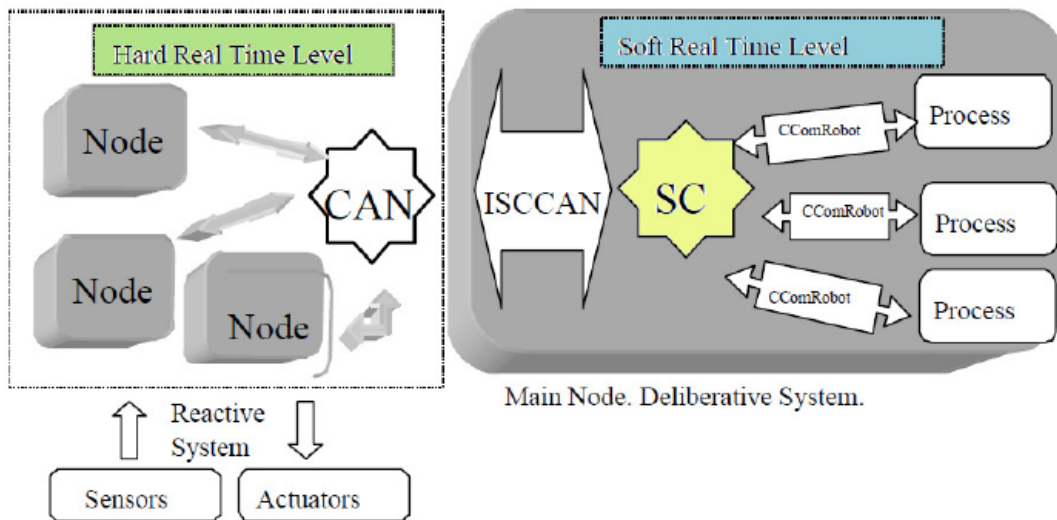 Hard Real Time Level
Node
CAN
Node
Node
Reactive
System
Sensors
Actuators
Soft Real Time Level
ISCCAN
SC
CComRobot
Process
CComRobot
Process
CComRobot
Process
Main Node. Deliberative System.